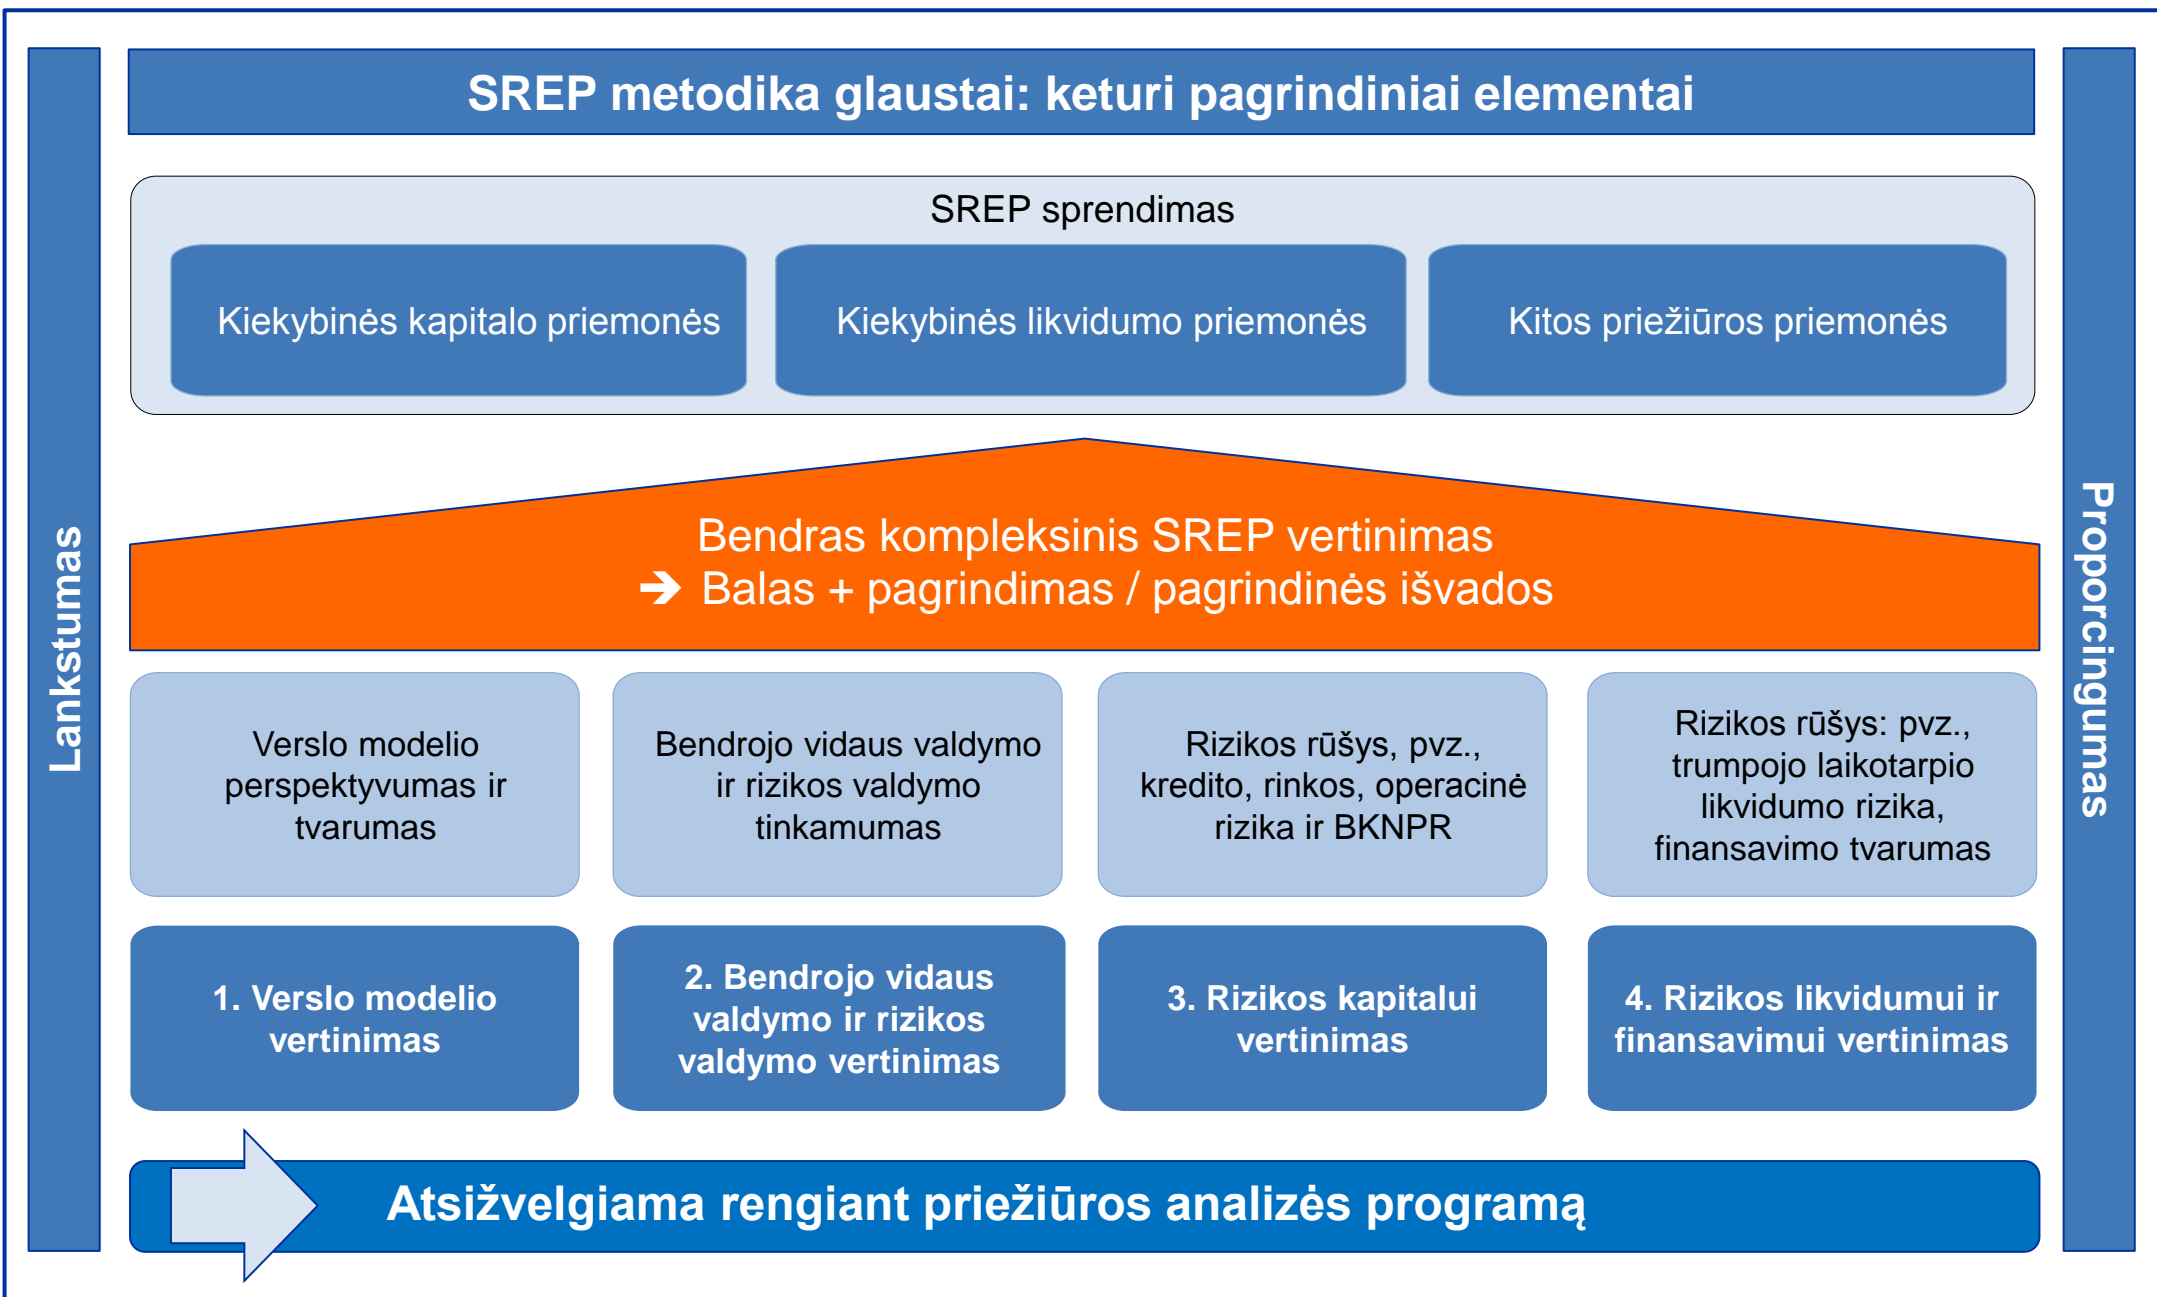 SREP metodika glaustai: keturi pagrindiniai elementai
Lankstumas
SREP sprendimas
Kiekybinės kapitalo priemonės
Kiekybinės likvidumo priemonės
Kitos priežiūros priemonės
Bendras kompleksinis SREP vertinimas
➔ Balas + pagrindimas / pagrindinės išvados
Verslo modelio
perspektyvumas ir
tvarumas
Bendrojo vidaus valdymo
ir rizikos valdymo
tinkamumas
Rizikos rūšys, pvz.,
kredito, rinkos, operacinė
rizika ir BKNPR
Rizikos rūšys: pvz.,
trumpojo laikotarpio
likvidumo rizika,
finansavimo tvarumas
1. Verslo modelio
vertinimas
2. Bendrojo vidaus
valdymo ir rizikos
valdymo vertinimas
3. Rizikos kapitalui
vertinimas
4. Rizikos likvidumui ir
finansavimui vertinimas
Atsižvelgiama rengiant priežiūros analizės programą
Proporcingumas